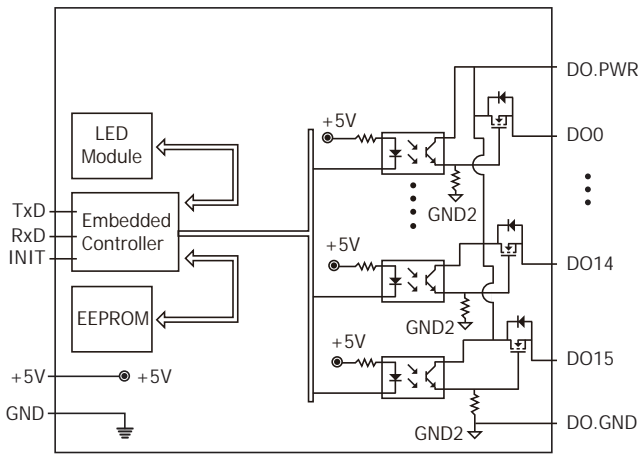 DO.PWR
LED
Module
+5V
DO0
TxD
RxD
INIT
Embedded
Controller
GND2
+5V
DO14
EEPROM
GND2
+5V
DO15
+5V
+5V
GND
GND2
DO.GND